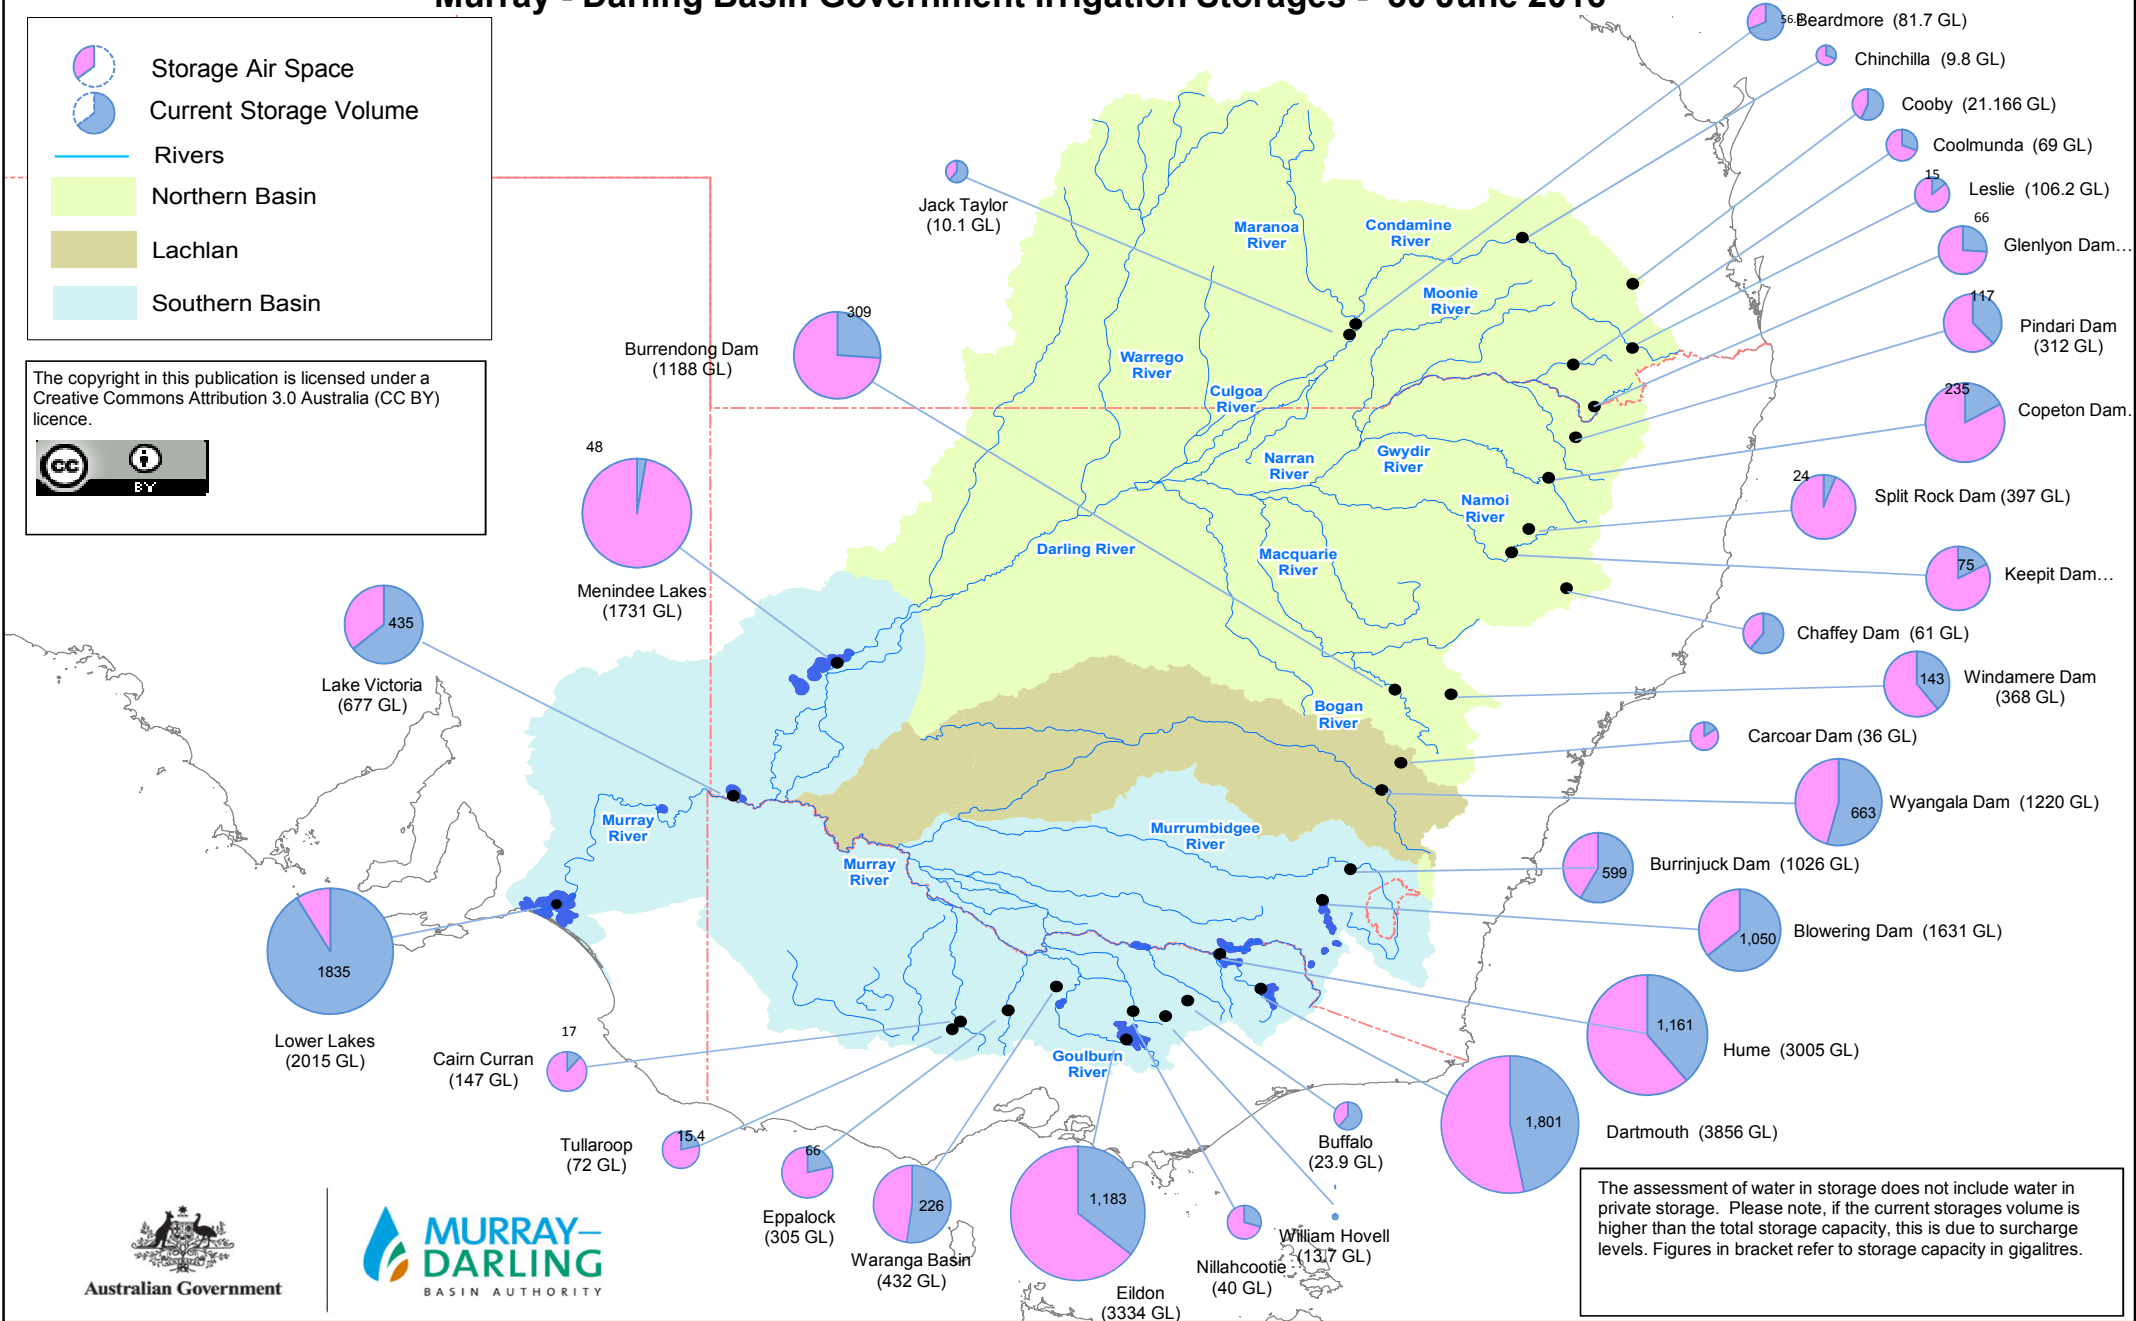 Murray - Darling Basin Government Irrigation Storages - 30 June 2016
Storage Air Space
Current Storage Volume
Rivers
Northern Basin
Lachlan
Southern Basin
The copyright in this publication is licensed under a
Creative Commons Attribution 3.0 Australia (CC BY)
licence.
cc
BY
Beardmore (81.7 GL)
Chinchilla (9.8 GL)
Cooby (21.166 GL)
Coolmunda (69 GL)
15
Leslie (106.2 GL)
66
Glenlyon Dam…
117
Pindari Dam
(312 GL)
235
Copeton Dam.
24
Split Rock Dam (397 GL)
75
Keepit Dam…
Chaffey Dam (61 GL)
143
Windamere Dam
(368 GL)
Carcoar Dam (36 GL)
663
Wyangala Dam (1220 GL)
599
Burrinjuck Dam (1026 GL)
1,050
Blowering Dam (1631 GL)
1,161
Hume (3005 GL)
1,801
Dartmouth (3856 GL)
Jack Taylor
(10.1 GL)
309
Burrendong Dam
(1188 GL)
48
Menindee Lakes
(1731 GL)
435
Lake Victoria
(677 GL)
1835
Lower Lakes
(2015 GL)
17
Cairn Curran
(147 GL)
15.4
Tullaroop
(72 GL)
66
Eppalock
(305 GL)
226
Waranga Basin
(432 GL)
1,183
Eildon
(3334 GL)
Nillahcootie
(40 GL)
William Hovell
(13.7 GL)
Buffalo
(23.9 GL)
Maranoa
River
Condamine
River
Moonie
River
Warrego
River
Culgoa
River
Narran
River
Gwydir
River
Namoi
River
Darling River
Macquarie
River
Bogan
River
Murray
River
Murray
River
Murrumbidgee
River
Goulburn
River
Australian Government
MURRAY–
DARLING
BASIN AUTHORITY
The assessment of water in storage does not include water in
private storage. Please note, if the current storages volume is
higher than the total storage capacity, this is due to surcharge
levels. Figures in bracket refer to storage capacity in gigalitres.